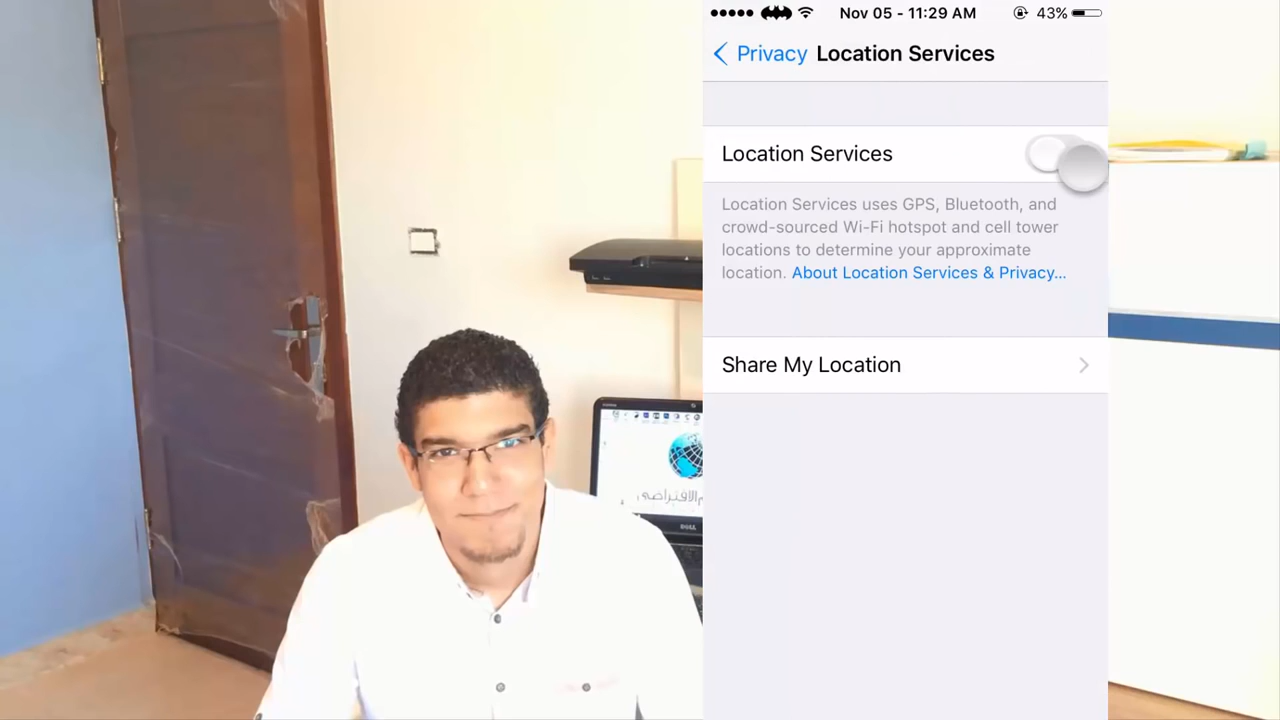 Nov 05 - 11:29 AM
43%
Privacy
Location Services
Location Services
Location Services uses GPS, Bluetooth, and
crowd-sourced Wi-Fi hotspot and cell tower
locations to determine your approximate
location. About Location Services & Privacy...
Share My Location
الافتراضي
DELL